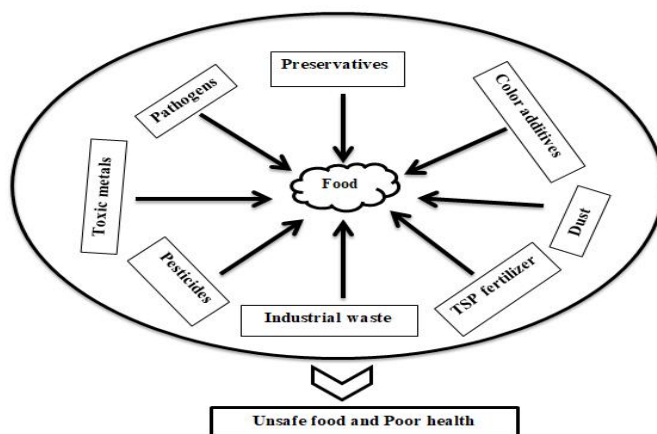 Preservatives
Pathogens
Color additives
Toxic metals
Food
Dust
Pesticides
TSP fertilizer
Industrial waste
Unsafe food and Poor health